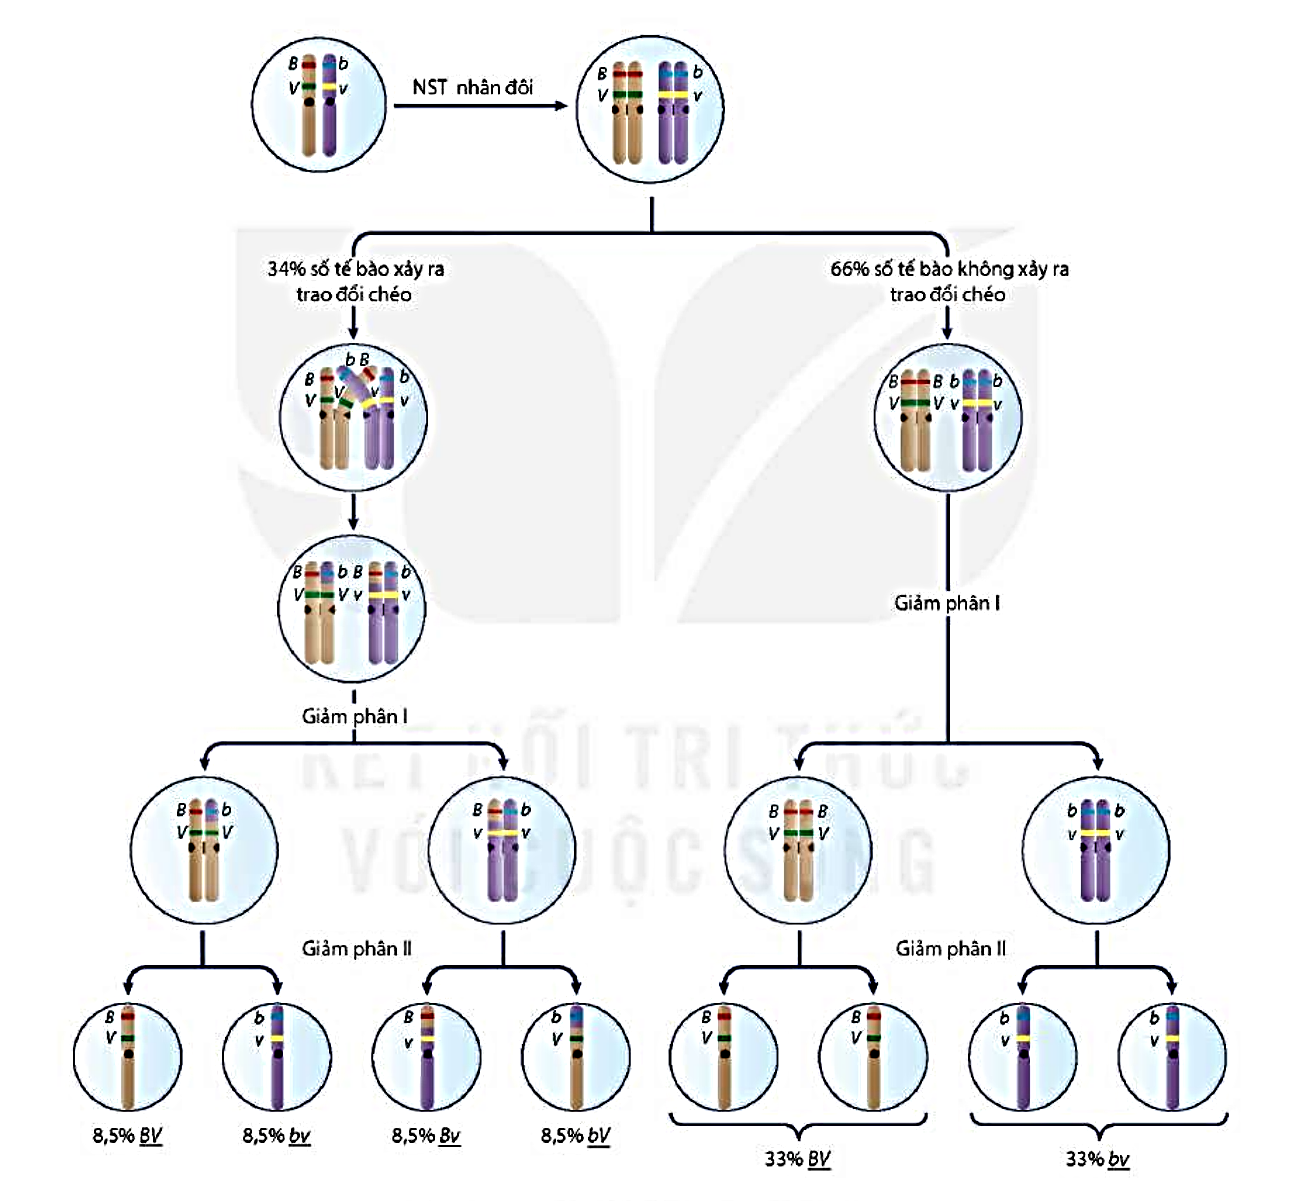 B b
V v
NST nhân đôi
B b
V v
34% số tế bào xảy ra
trao đổi chéo
66% số tế bào không xảy ra
trao đổi chéo
b B
B b
V V v v
B B b b
V V v v
B b B b
V V v v
Giảm phân I
Giảm phân I
KẾT NỐI TRI THỨC
VỚI CUỘC SỐNG
B b
V V
B b
v v
B B
V V
b b
v v
Giảm phân II
Giảm phân II
B
V
b
v
B
v
b
V
B
V
B
V
b
v
b
v
8,5% BV
8,5% bv
8,5% Bv
8,5% bV
33% BV
33% bv